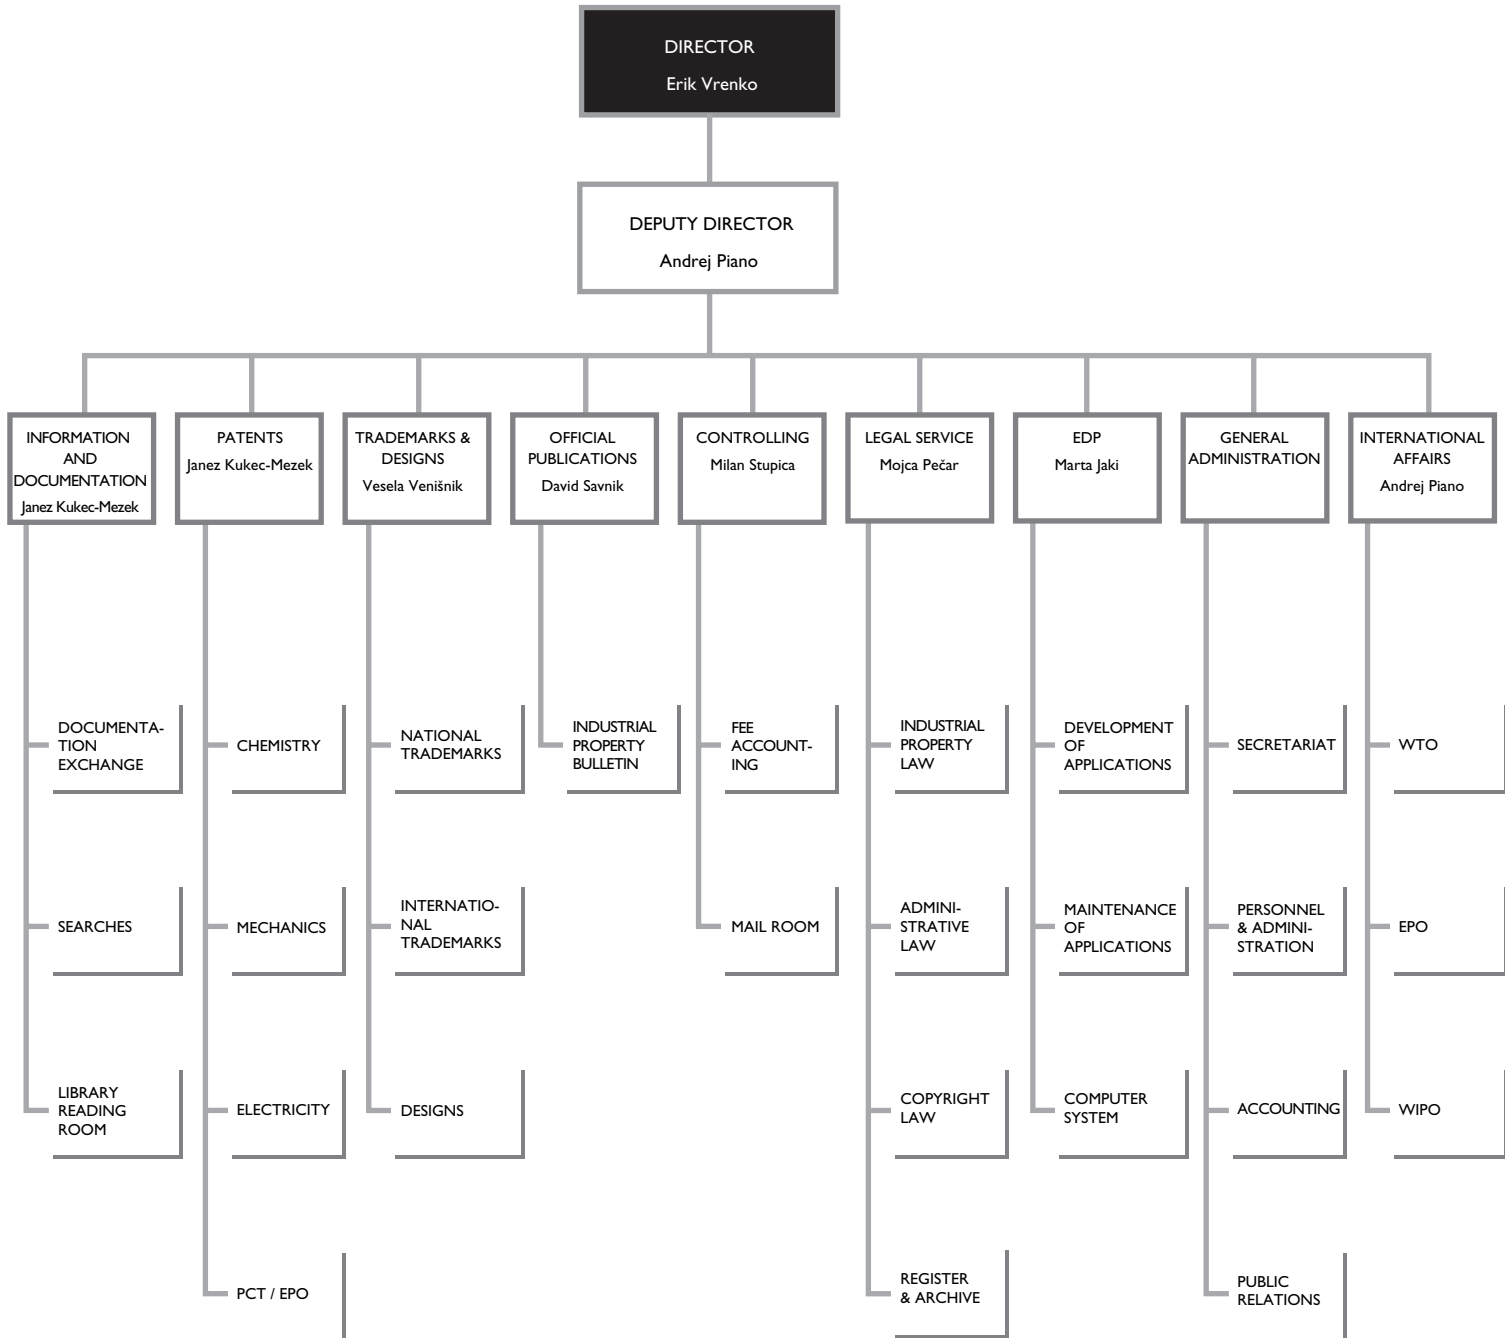 DIRECTOR
Erik Vrenko
DEPUTY DIRECTOR
Andrej Piano
INFORMATION
AND
DOCUMENTATION
Janez Kukec-Mezek
PATENTS
Janez Kukec-Mezek
TRADEMARKS &
DESIGNS
Vesela Venišnik
OFFICIAL
PUBLICATIONS
David Savnik
CONTROLLING
Milan Stupica
LEGAL SERVICE
Mojca Pečar
EDP
Marta Jaki
GENERAL
ADMINISTRATION
INTERNATIONAL
AFFAIRS
Andrej Piano
DOCUMENTA-
TION
EXCHANGE
CHEMISTRY
NATIONAL
TRADEMARKS
INDUSTRIAL
PROPERTY
BULLETIN
FEE
ACCOUNT-
ING
INDUSTRIAL
PROPERTY
LAW
DEVELOPMENT
OF
APPLICATIONS
SECRETARIAT
WTO
SEARCHES
MECHANICS
INTERNATIO-
NAL
TRADEMARKS
MAIL ROOM
ADMINI-
STRATIVE
LAW
MAINTENANCE
OF
APPLICATIONS
PERSONNEL
& ADMINI-
STRATION
EPO
LIBRARY
READING
ROOM
ELECTRICITY
DESIGNS
COPYRIGHT
LAW
COMPUTER
SYSTEM
ACCOUNTING
WIPO
PCT / EPO
REGISTER
& ARCHIVE
PUBLIC
RELATIONS